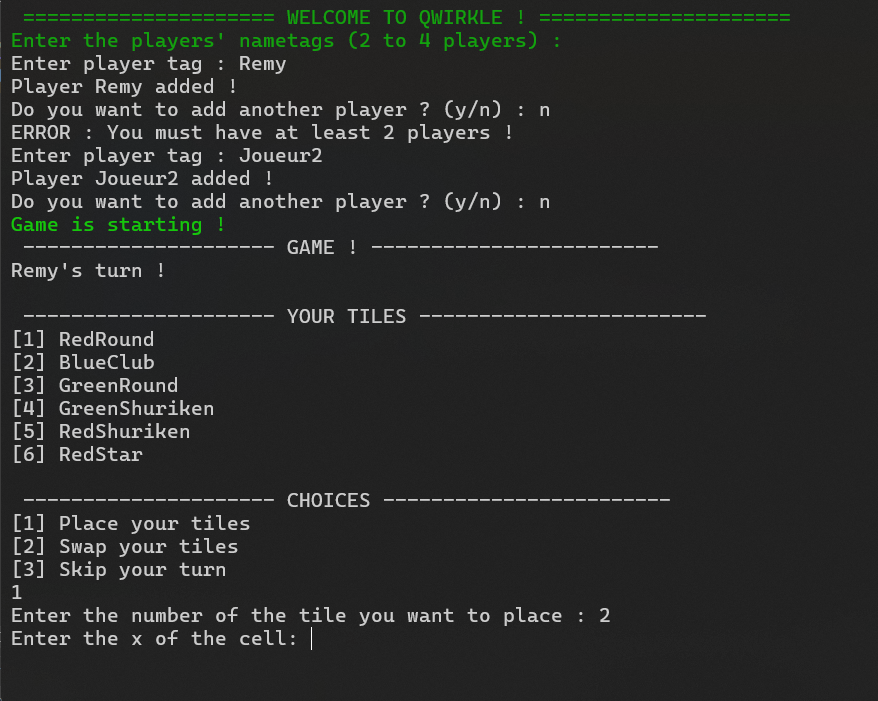 ===================== WELCOME TO QWIRKLE ! =====================
Enter the players' nametags (2 to 4 players) :
Enter player tag : Remy
Player Remy added !
Do you want to add another player ? (y/n) : n
ERROR : You must have at least 2 players !
Enter player tag : Joueur2
Player Joueur2 added !
Do you want to add another player ? (y/n) : n
Game is starting !
--------------------- GAME ! ------------------------
Remy's turn !
--------------------- YOUR TILES ------------------------
[1] RedRound
[2] BlueClub
[3] GreenRound
[4] GreenShuriken
[5] RedShuriken
[6] RedStar
--------------------- CHOICES ------------------------
[1] Place your tiles
[2] Swap your tiles
[3] Skip your turn
1
Enter the number of the tile you want to place : 2
Enter the x of the cell: